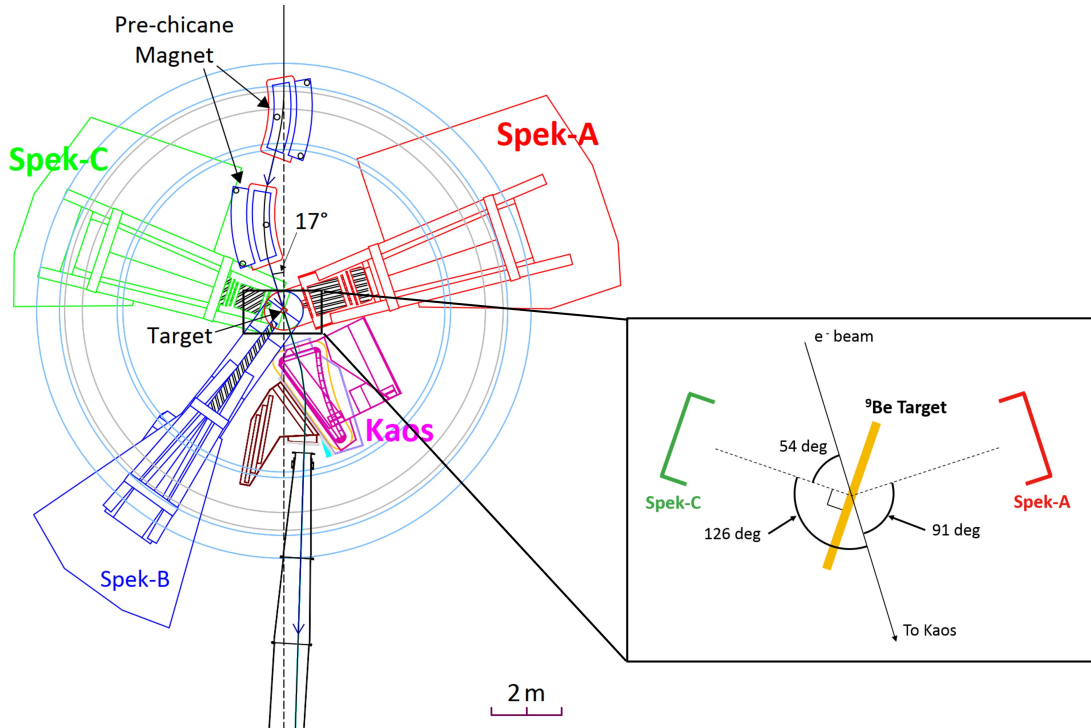 Pre-chicane
Magnet
Spek-C
Spek-A
17°
Target
Kaos
Spek-B
2 m
e⁻ beam
⁹Be Target
54 deg
Spek-C
Spek-A
126 deg
91 deg
To Kaos